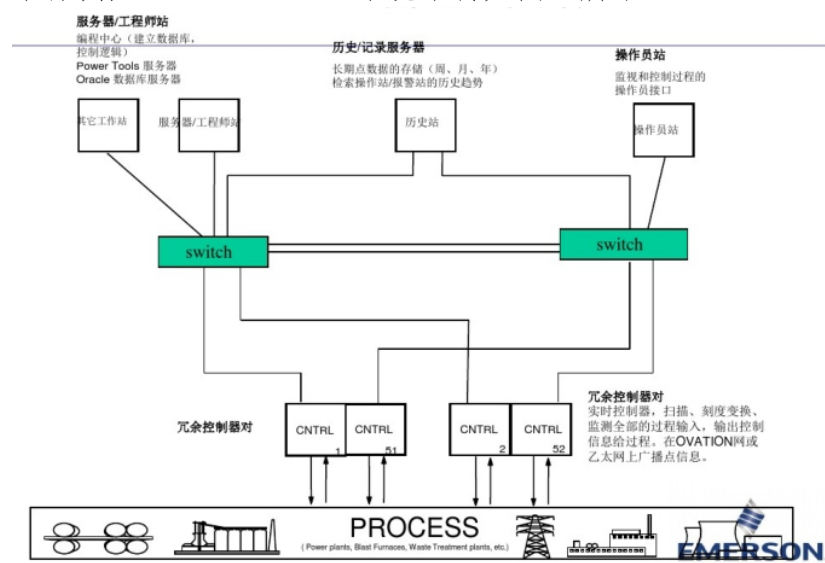 服务器/工程师站
编程中心（建立数据库，
控制逻辑）
Power Tools 服务器
Oracle 数据库服务器
历史/记录服务器
长期点数据的存储（周、月、年）
检索操作站/报警站的历史趋势
操作员站
监视和控制过程的
操作员接口
其它工作站
服务器/工程师站
历史站
操作员站
switch
switch
冗余控制器对
CNTRL
1
CNTRL
51
CNTRL
2
CNTRL
52
冗余控制器对
实时控制器，扫描、刻度变换、
监测全部的过程输入，输出控制
信息给过程。在OVATION网或
乙太网上广播点信息。
PROCESS
( Power plants, Blast Furnaces, Waste Treatment plants, etc.)
EMERSON